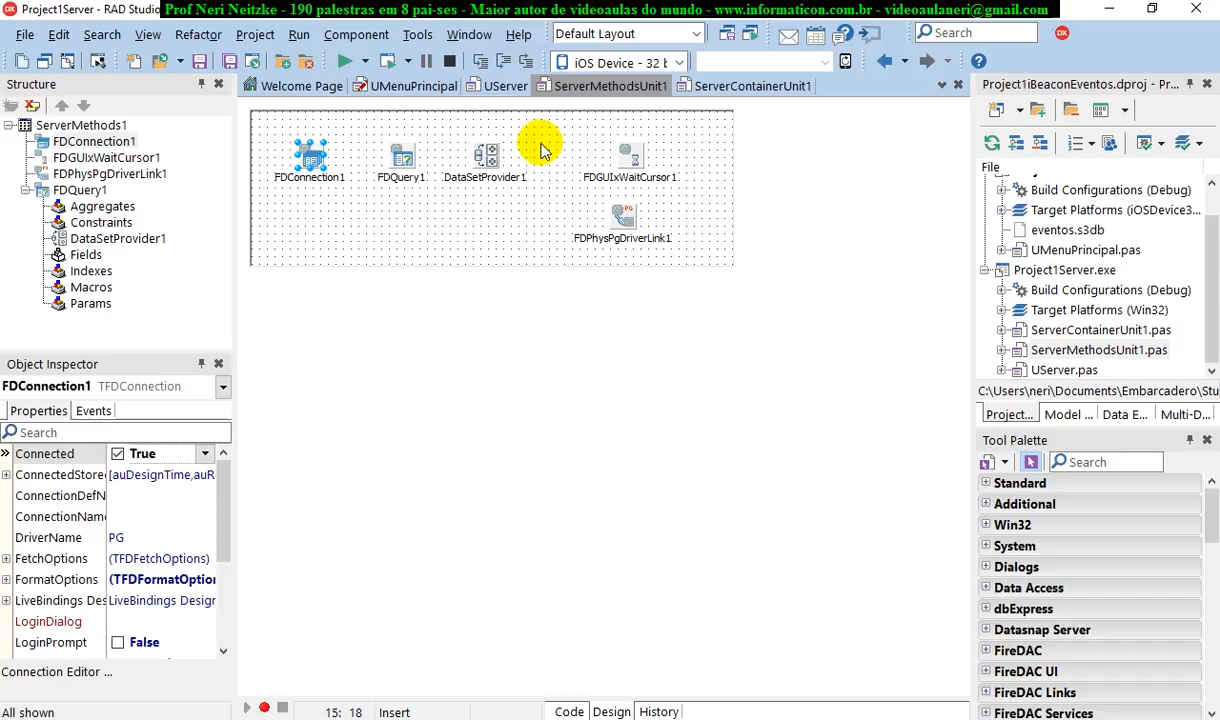 Project1Server - RAD Studio
Prof Neri Neitzke - 190 palestras em 8 pai-ses - Maior autor de videoaulas do mundo - www.informaticon.com.br - videoaulaneri@gmail.com
File Edit Search View Refactor Project Run Component Tools Window Help
Default Layout
Search
iOS Device - 32 b
Structure
Welcome Page UMenuPrincipal UServer ServerMethodsUnit1 ServerContainerUnit1
Project1iBeaconEventos.dproj - Pr...
ServerMethods1
FDConnection1
FDGUIxWaitCursor1
FDPhysPgDriverLink1
FDQuery1
Aggregates
Constraints
DataSetProvider1
Fields
Indexes
Macros
Params
FDConnection1 FDQuery1 DataSetProvider1 FDGUIxWaitCursor1
FDPhysPgDriverLink1
File
Build Configurations (Debug)
Target Platforms (iOSDevice3...
eventos.s3db
UMenuPrincipal.pas
Project1Server.exe
Build Configurations (Debug)
Target Platforms (Win32)
ServerContainerUnit1.pas
ServerMethodsUnit1.pas
UServer.pas
C:\Users\neri\Documents\Embarcadero\Stu
Project... Model ... Data E... Multi-D...
Object Inspector
FDConnection1 TFDConnection
Properties Events
Search
Connected True
ConnectedStore [auDesignTime,auR
ConnectionDefN
ConnectionName
DriverName PG
FetchOptions (TFDFetchOptions)
FormatOptions (TFDFormatOption
LiveBindings Des LiveBindings Design
LoginDialog
LoginPrompt False
Connection Editor ...
All shown
Tool Palette
Search
Standard
Additional
Win32
System
Dialogs
Data Access
dbExpress
Datasnap Server
FireDAC
FireDAC UI
FireDAC Links
FireDAC Services
15: 18 Insert
Code Design History